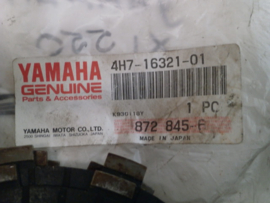 YAMAHA
GENUINE
Parts & Accessories
4H7-16321-01
1 PC
YAMAHA MOTOR CO., LTD.
872 845-6
MADE IN JAPAN